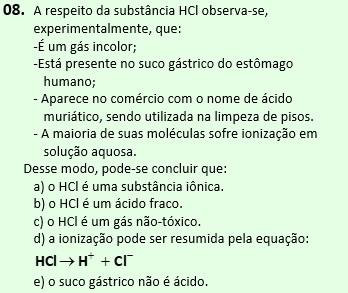 08. A respeito da substância HCl observa-se,
experimentalmente, que:
-É um gás incolor;
-Está presente no suco gástrico do estômago
humano;
- Aparece no comércio com o nome de ácido
muriático, sendo utilizada na limpeza de pisos.
- A maioria de suas moléculas sofre ionização em
solução aquosa.
Desse modo, pode-se concluir que:
a) o HCl é uma substância iônica.
b) o HCl é um ácido fraco.
c) o HCl é um gás não-tóxico.
d) a ionização pode ser resumida pela equação:
HCl → H⁺ + Cl⁻
e) o suco gástrico não é ácido.